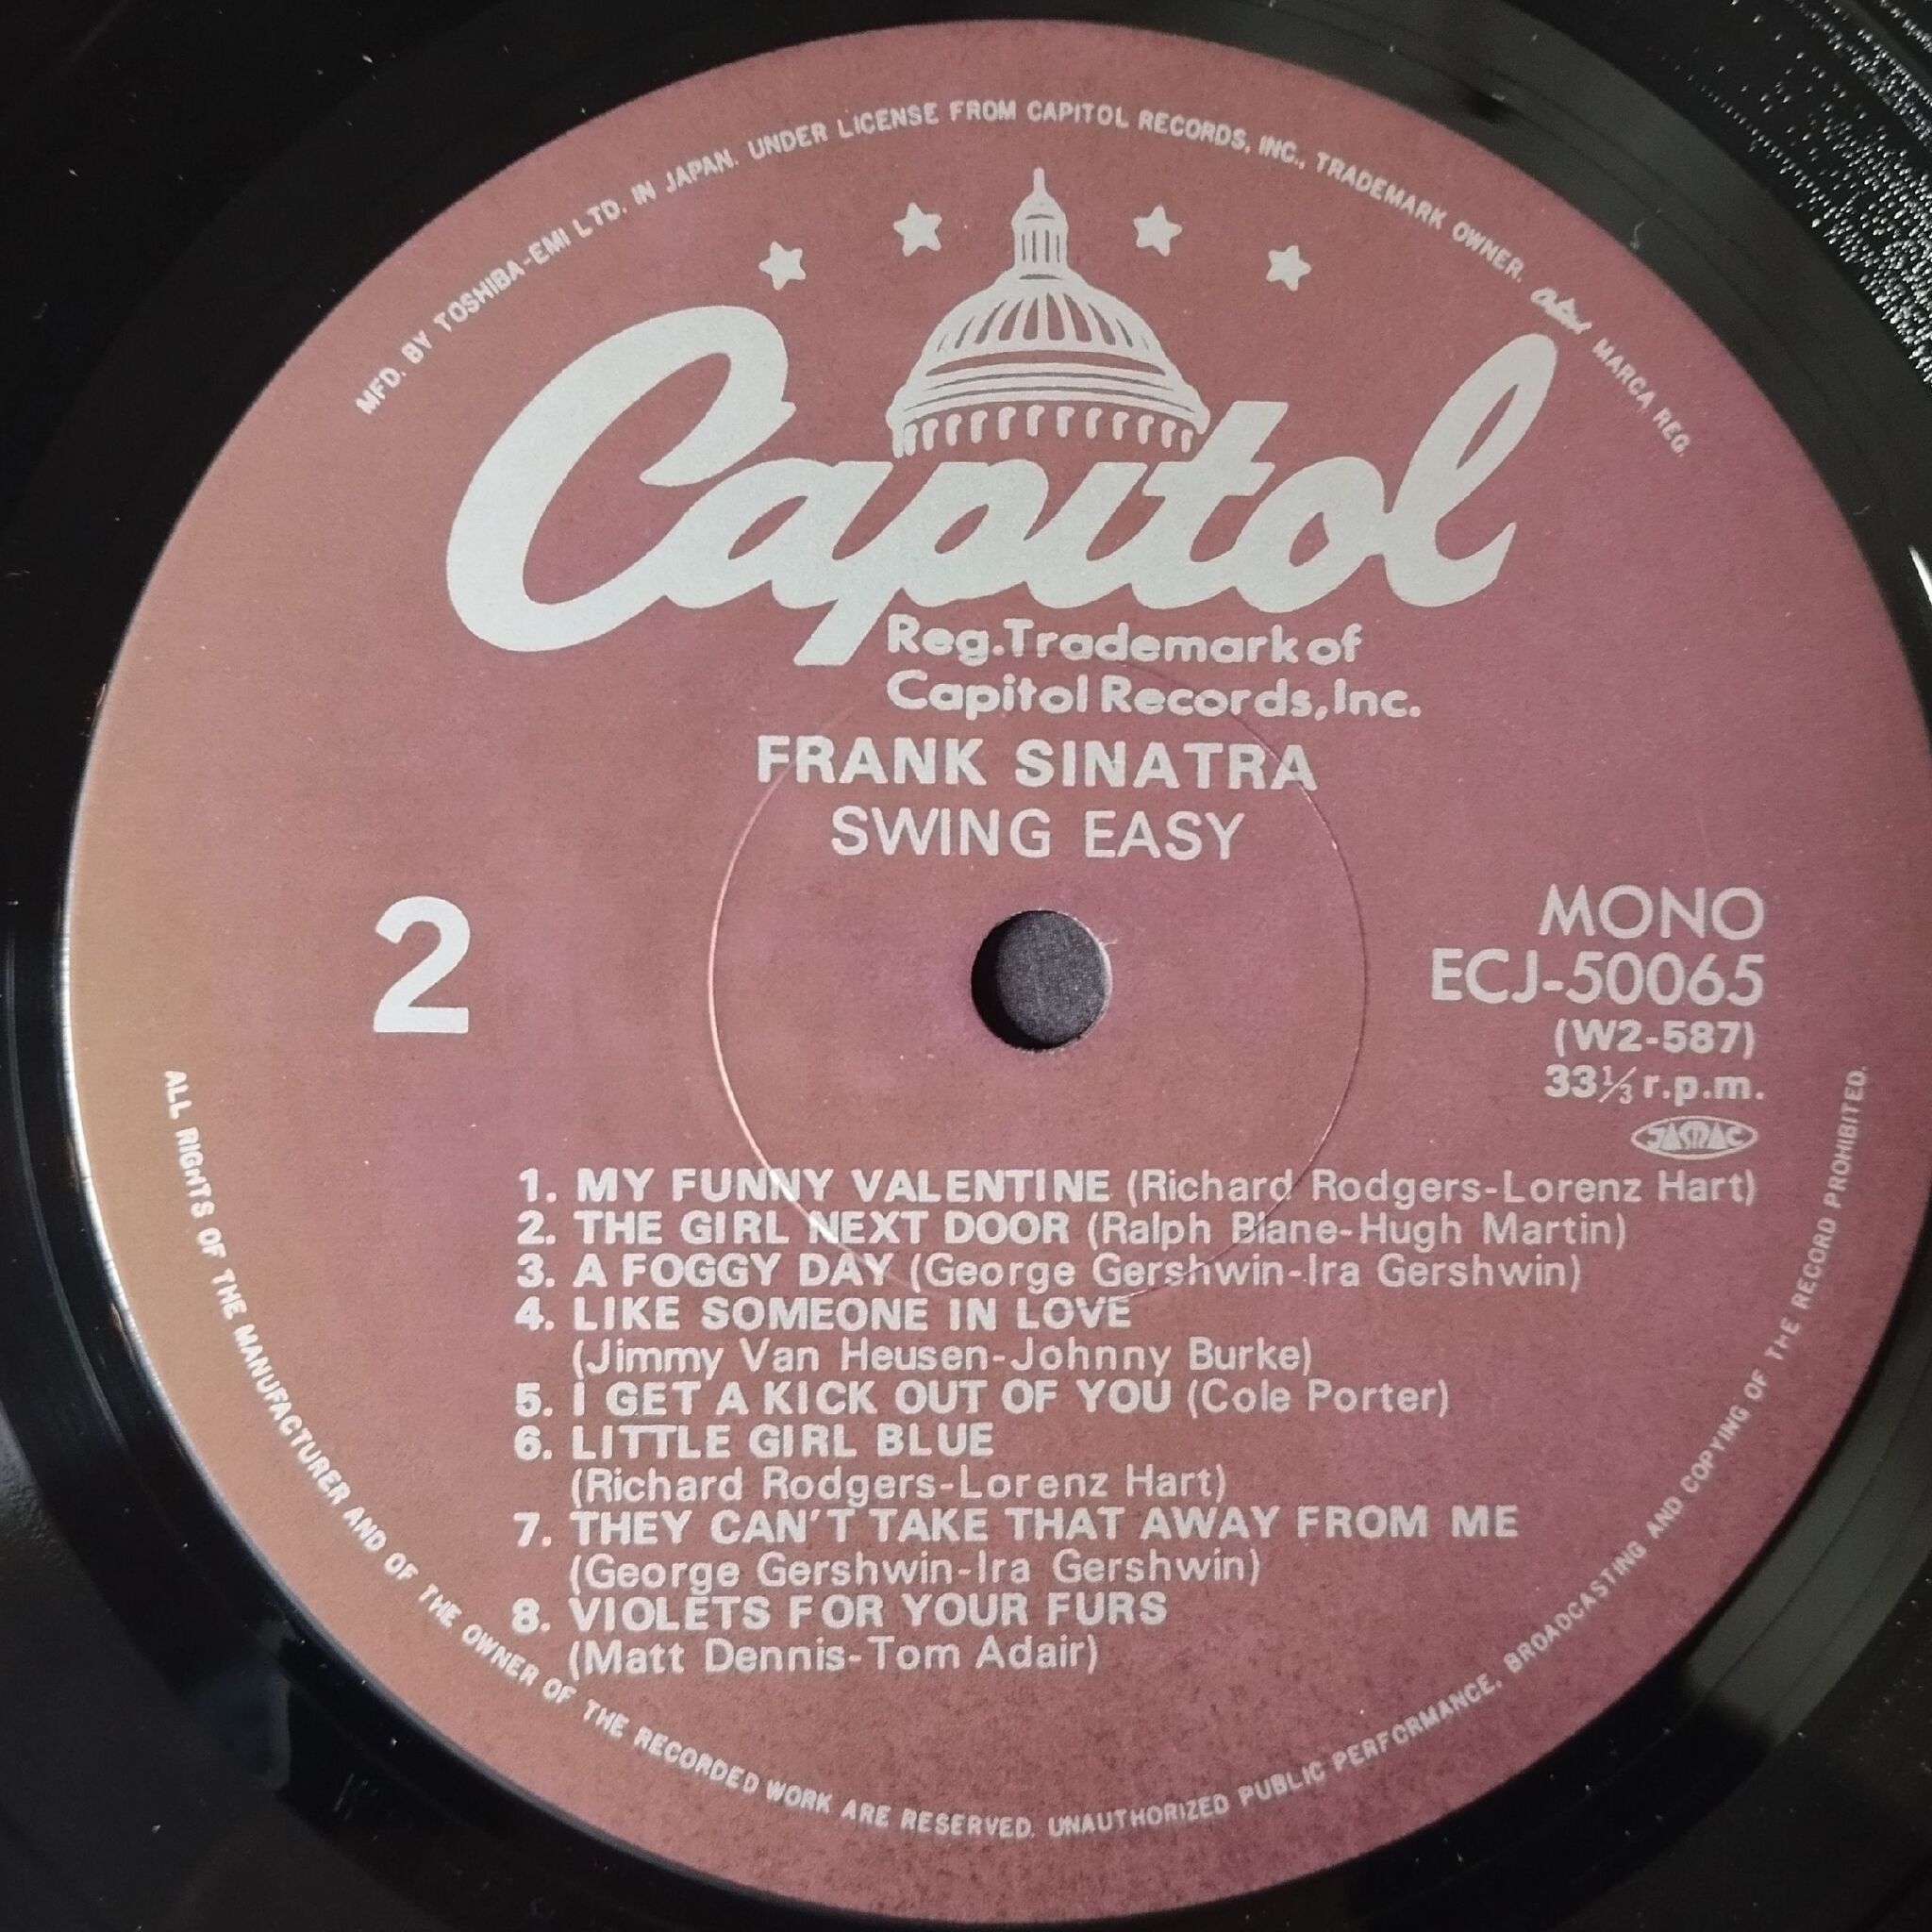 MFD. BY TOSHIBA-EMI LTD. IN JAPAN. UNDER LICENSE FROM CAPITOL RECORDS, INC., TRADEMARK OWNER. MARCA REG.
Capitol
Reg. Trademark of
Capitol Records, Inc.
FRANK SINATRA
SWING EASY
2
MONO
ECJ-50065
(W2-587)
33⅓ r.p.m.
JASRAC
1. MY FUNNY VALENTINE (Richard Rodgers-Lorenz Hart)
2. THE GIRL NEXT DOOR (Ralph Blane-Hugh Martin)
3. A FOGGY DAY (George Gershwin-Ira Gershwin)
4. LIKE SOMEONE IN LOVE
(Jimmy Van Heusen-Johnny Burke)
5. I GET A KICK OUT OF YOU (Cole Porter)
6. LITTLE GIRL BLUE
(Richard Rodgers-Lorenz Hart)
7. THEY CAN'T TAKE THAT AWAY FROM ME
(George Gershwin-Ira Gershwin)
8. VIOLETS FOR YOUR FURS
(Matt Dennis-Tom Adair)
ALL RIGHTS OF THE MANUFACTURER AND OF THE OWNER OF THE RECORDED WORK ARE RESERVED. UNAUTHORIZED PUBLIC PERFORMANCE, BROADCASTING AND COPYING OF THE RECORD PROHIBITED.